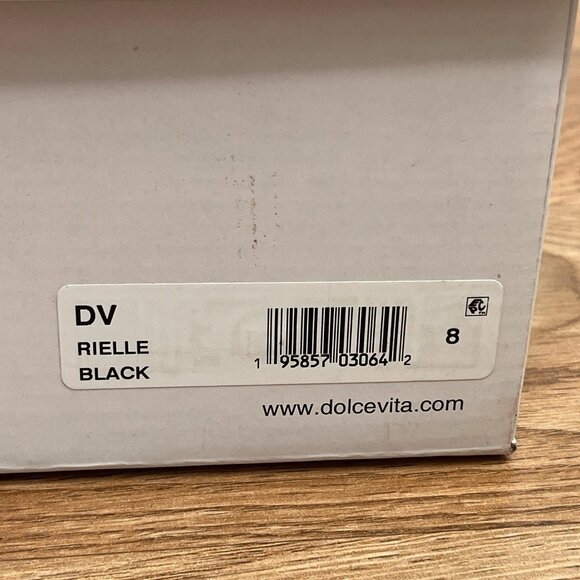 DV
RIELLE
BLACK
1 95857 03064 2
8
www.dolcevita.com